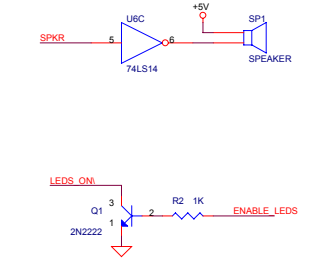 +5V
U6C
SP1
SPKR
5
6
74LS14
SPEAKER
LEDS_ON\
3
R2 1K
Q1
1
2
ENABLE_LEDS
2N2222